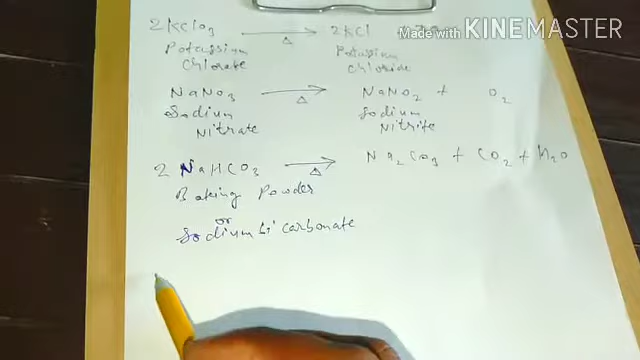 Made with KINEMASTER
2KClO3 → 2KCl
Δ
Potassium Potassium
Chlorate Chloride
NaNO3 → NaNO2 + O2
Δ
Sodium Sodium
Nitrate Nitrite
2 NaHCO3 → Na2CO3 + CO2 + H2O
Δ
Baking Powder
or
Sodium bi carbonate